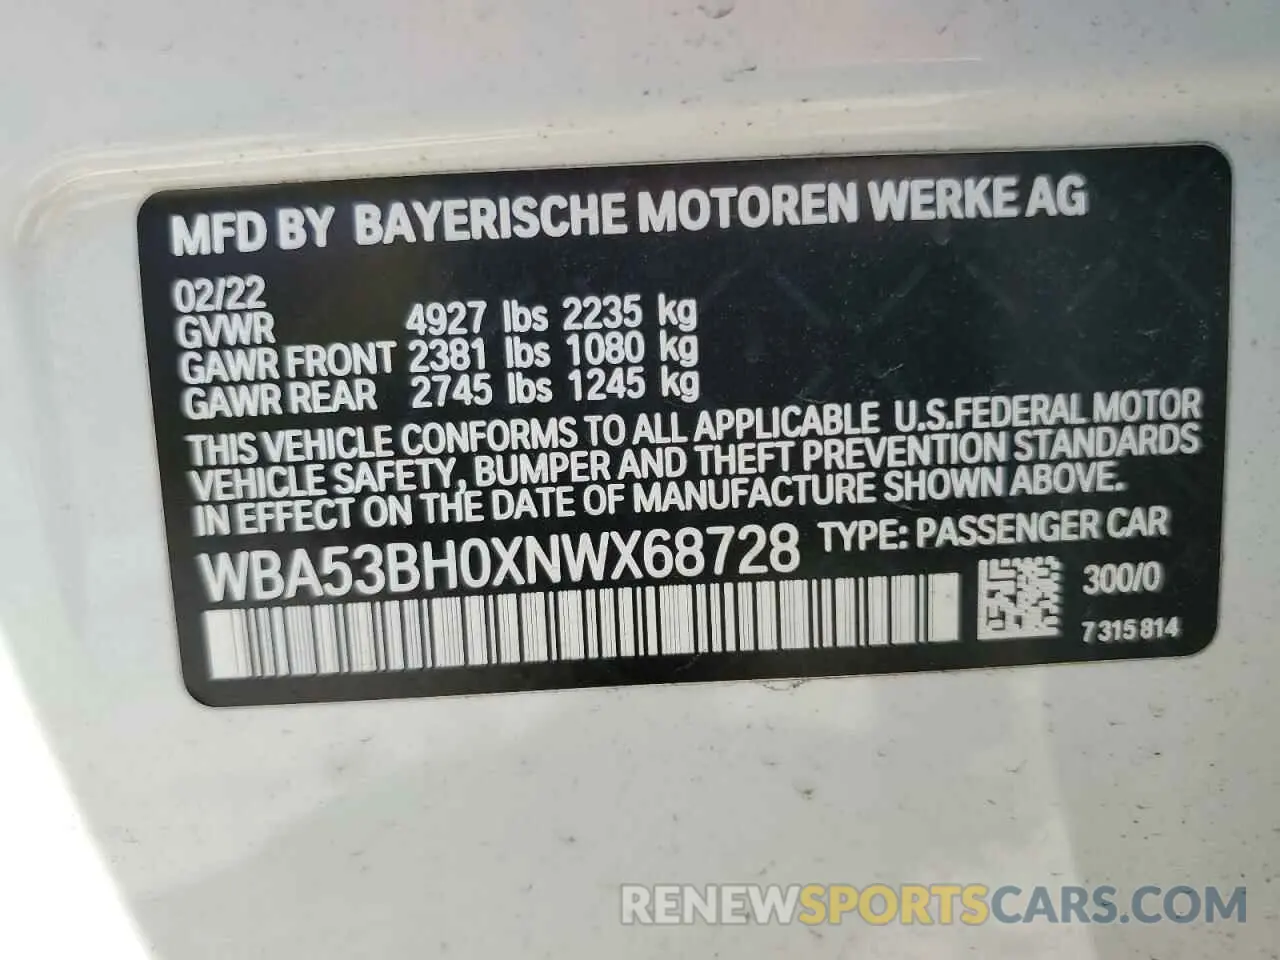 MFD BY BAYERISCHE MOTOREN WERKE AG
02/22
GVWR 4927 lbs 2235 kg
GAWR FRONT 2381 lbs 1080 kg
GAWR REAR 2745 lbs 1245 kg
THIS VEHICLE CONFORMS TO ALL APPLICABLE U.S.FEDERAL MOTOR
VEHICLE SAFETY, BUMPER AND THEFT PREVENTION STANDARDS
IN EFFECT ON THE DATE OF MANUFACTURE SHOWN ABOVE.
WBA53BH0XNWX68728 TYPE: PASSENGER CAR
300/0
7 315 814
RENEWSPORTSCARS.COM